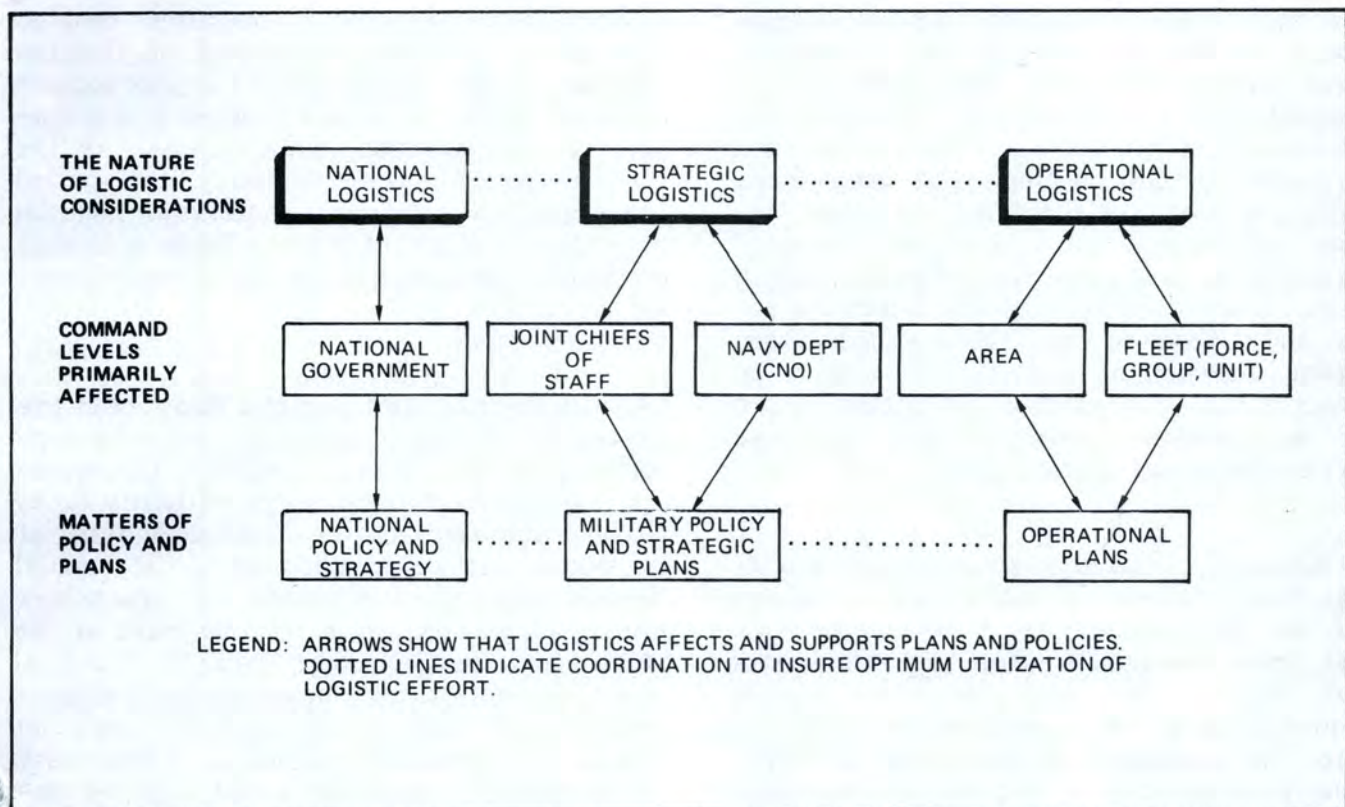 THE NATURE
OF LOGISTIC
CONSIDERATIONS
NATIONAL
LOGISTICS
STRATEGIC
LOGISTICS
OPERATIONAL
LOGISTICS
COMMAND
LEVELS
PRIMARILY
AFFECTED
NATIONAL
GOVERNMENT
JOINT CHIEFS
OF
STAFF
NAVY DEPT
(CNO)
AREA
FLEET (FORCE,
GROUP, UNIT)
MATTERS OF
POLICY AND
PLANS
NATIONAL
POLICY AND
STRATEGY
MILITARY POLICY
AND STRATEGIC
PLANS
OPERATIONAL
PLANS
LEGEND: ARROWS SHOW THAT LOGISTICS AFFECTS AND SUPPORTS PLANS AND POLICIES.
DOTTED LINES INDICATE COORDINATION TO INSURE OPTIMUM UTILIZATION OF
LOGISTIC EFFORT.